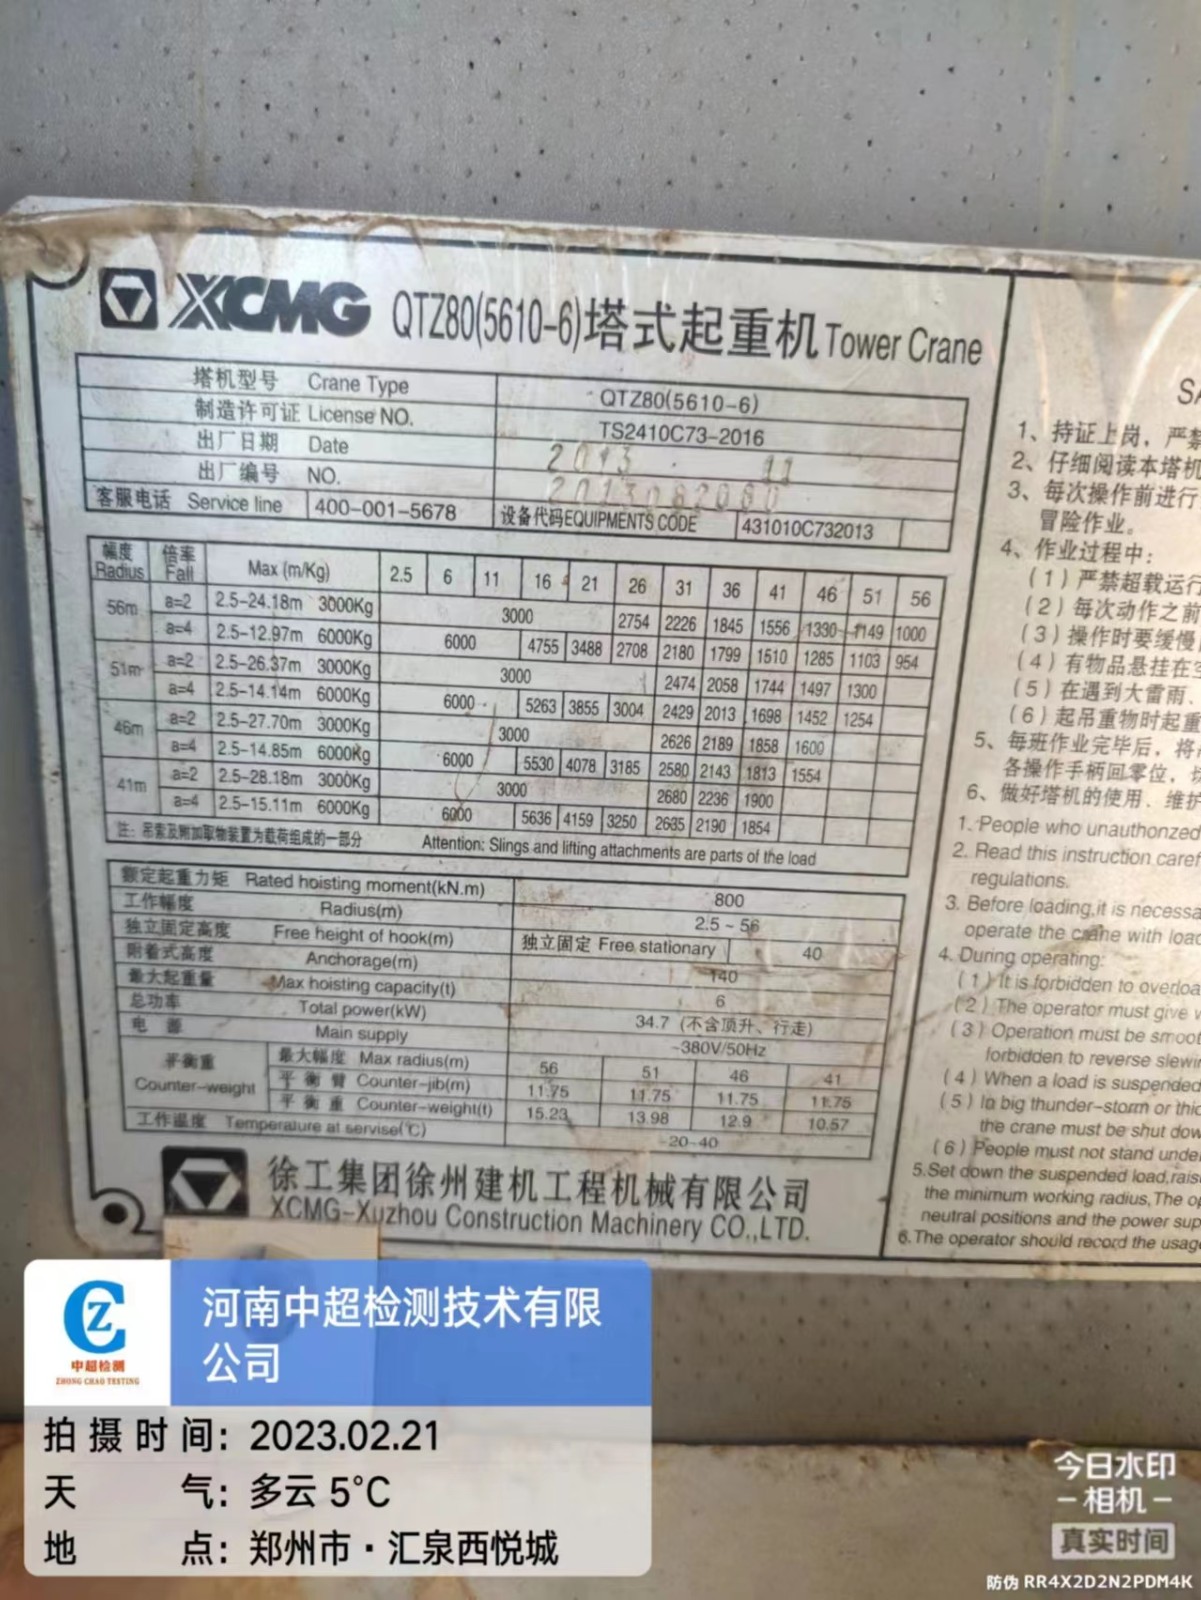 XCMG QTZ80(5610-6)塔式起重机 Tower Crane
塔机型号 Crane Type QTZ80(5610-6)
制造许可证 License NO. TS2410C73-2016
出厂日期 Date 2013 . 11
出厂编号 NO. 2013082080
客服电话 Service line 400-001-5678 设备代码EQUIPMENTS CODE 431010C732013
幅度 Radius 倍率 Fall Max (m/Kg) 2.5 6 11 16 21 26 31 36 41 46 51 56
56m a=2 2.5-24.18m 3000Kg 3000 2754 2226 1845 1556 1330 1149 1000
a=4 2.5-12.97m 6000Kg 6000 4755 3488 2708 2180 1799 1510 1285 1103 954
51m a=2 2.5-26.37m 3000Kg 3000 2474 2058 1744 1497 1300
a=4 2.5-14.14m 6000Kg 6000 5263 3855 3004 2429 2013 1698 1452 1254
46m a=2 2.5-27.70m 3000Kg 3000 2626 2189 1858 1600
a=4 2.5-14.85m 6000Kg 6000 5530 4078 3185 2580 2143 1813 1554
41m a=2 2.5-28.18m 3000Kg 3000 2680 2236 1900
a=4 2.5-15.11m 6000Kg 6000 5636 4159 3250 2635 2190 1854
注: 吊索及附加取物装置为载荷组成的一部分 Attention: Slings and lifting attachments are parts of the load
额定起重力矩 Rated hoisting moment(kN.m) 800
工作幅度 Radius(m) 2.5 ~ 56
独立固定高度 Free height of hook(m) 独立固定 Free stationary 40
附着式高度 Anchorage(m) 140
最大起重量 Max hoisting capacity(t) 6
总功率 Total power(kW) 34.7 (不含顶升、行走)
电 源 Main supply ~380V/50Hz
平衡重 Counter-weight 最大幅度 Max radius(m) 56 51 46 41
平衡臂 Counter-jib(m) 11.75 11.75 11.75 11.75
平衡重 Counter-weight(t) 15.23 13.98 12.9 10.57
工作温度 Temperature at servise(℃) -20~40
徐工集团徐州建机工程机械有限公司
XCMG-Xuzhou Construction Machinery CO.,LTD.
SA
1、持证上岗，严禁
2、仔细阅读本塔机
3、每次操作前进行
冒险作业。
4、作业过程中：
(1)严禁超载运行
(2)每次动作之前
(3)操作时要缓慢
(4)有物品悬挂在空
(5)在遇到大雷雨、
(6)起吊重物时起重
5、每班作业完毕后，将
各操作手柄回零位，切
6、做好塔机的使用、维护
1. People who unauthorized
2. Read this instruction caref
regulations.
3. Before loading,it is necessa
operate the crane with load
4. During operating:
(1) It is forbidden to overloa
(2) The operator must give w
(3) Operation must be smoot
forbidden to reverse slewin
(4) When a load is suspended
(5) In big thunder-storm or thic
the crane must be shut dow
(6) People must not stand unde
5.Set down the suspended load,raise
the minimum working radius,The op
neutral positions and the power sup
6.The operator should record the usage
中超检测
ZHONG CHAO TESTING
河南中超检测技术有限
公司
拍摄时间: 2023.02.21
天 气: 多云 5°C
地 点: 郑州市·汇泉西悦城
今日水印
-相机-
真实时间
防伪 RR4X2D2N2PDM4K